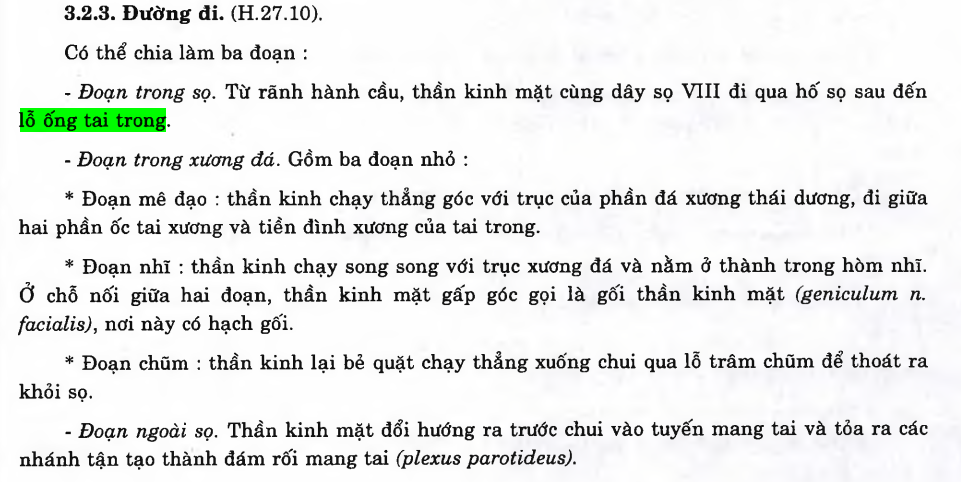 3.2.3. Đường đi. (H.27.10).
Có thể chia làm ba đoạn :
- Đoạn trong sọ. Từ rãnh hành cầu, thần kinh mặt cùng dây sọ VIII đi qua hố sọ sau đến
lỗ ống tai trong.
- Đoạn trong xương đá. Gồm ba đoạn nhỏ :
* Đoạn mê đạo : thần kinh chạy thẳng góc với trục của phần đá xương thái dương, đi giữa
hai phần ốc tai xương và tiền đình xương của tai trong.
* Đoạn nhĩ : thần kinh chạy song song với trục xương đá và nằm ở thành trong hòm nhĩ.
Ở chỗ nối giữa hai đoạn, thần kinh mặt gấp góc gọi là gối thần kinh mặt (geniculum n.
facialis), nơi này có hạch gối.
* Đoạn chũm : thần kinh lại bẻ quặt chạy thẳng xuống chui qua lỗ trâm chũm để thoát ra
khỏi sọ.
- Đoạn ngoài sọ. Thần kinh mặt đổi hướng ra trước chui vào tuyến mang tai và tỏa ra các
nhánh tận tạo thành đám rối mang tai (plexus parotideus).